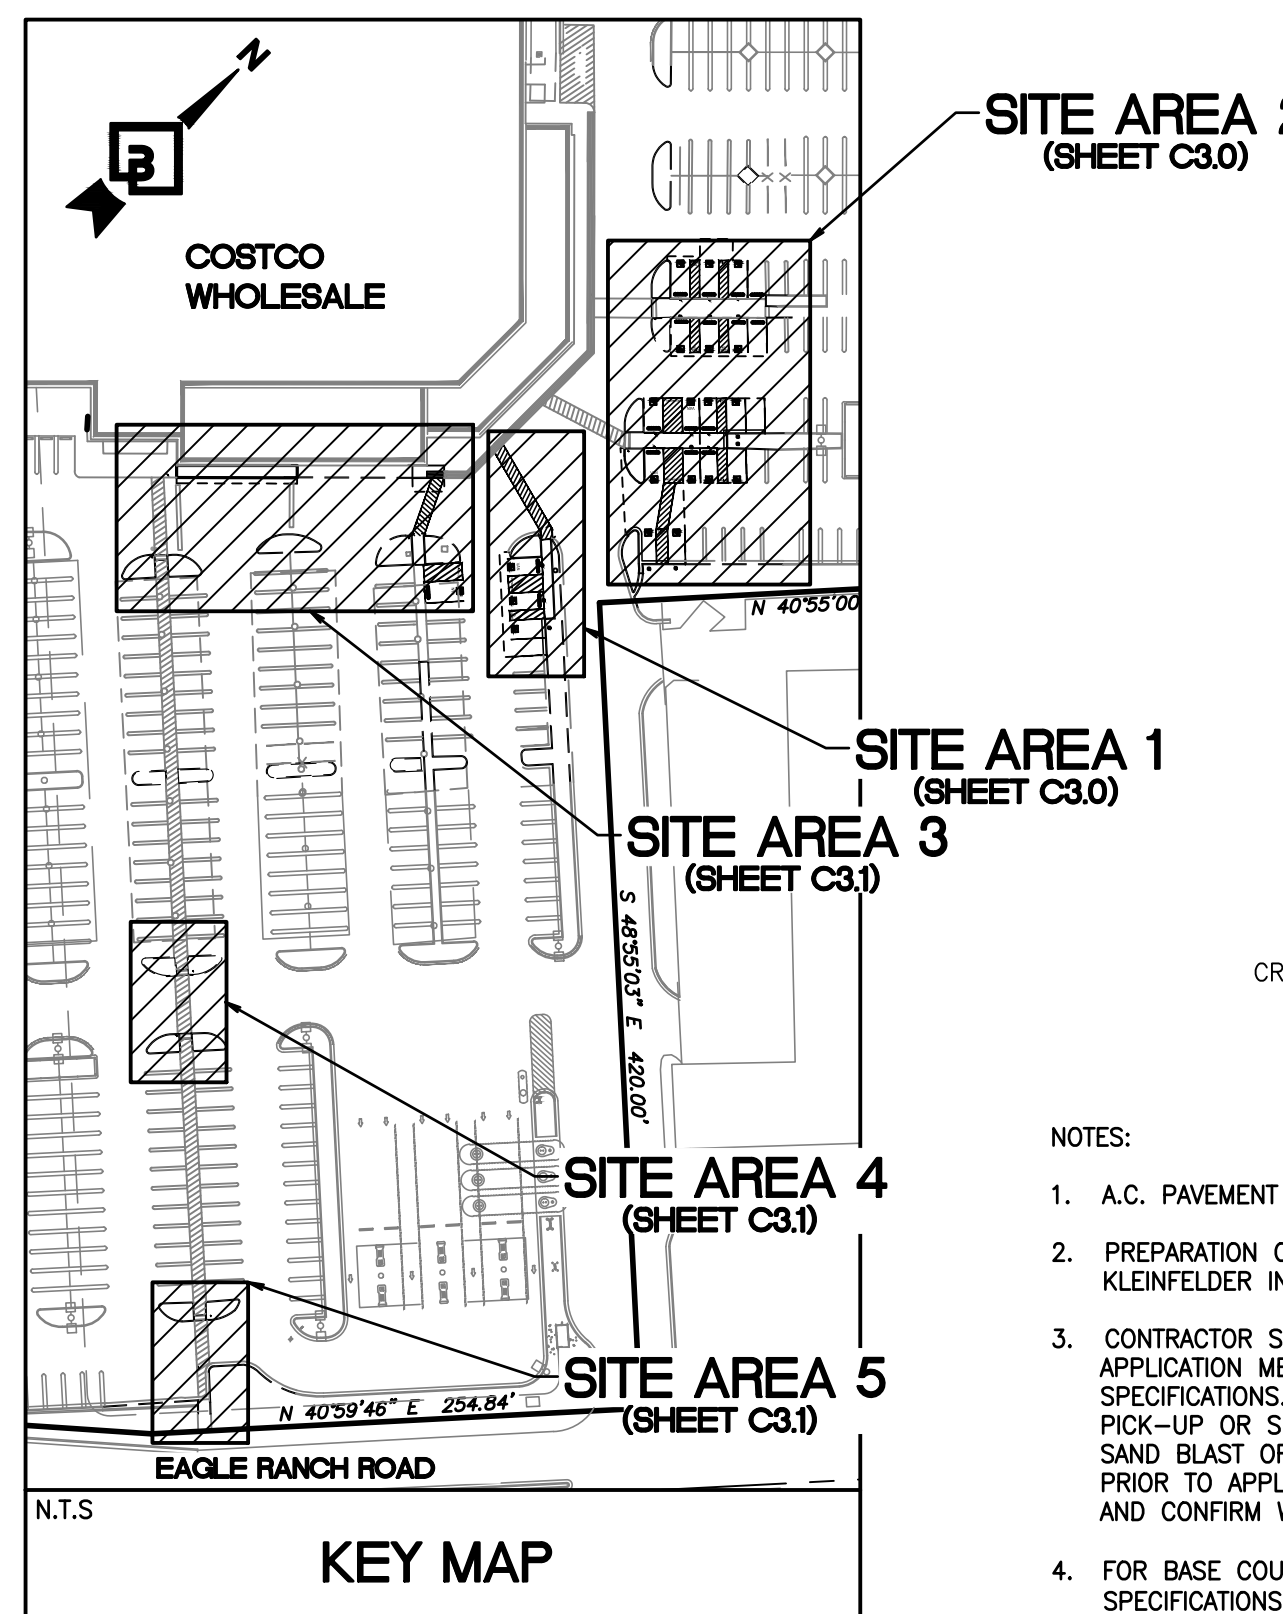 N
B
COSTCO
WHOLESALE
SITE AREA 2
(SHEET C3.0)
N 40°55'00
SITE AREA 1
(SHEET C3.0)
SITE AREA 3
(SHEET C3.1)
S 48°55'03" E 420.00'
SITE AREA 4
(SHEET C3.1)
SITE AREA 5
(SHEET C3.1)
N 40°59'46" E 254.84'
EAGLE RANCH ROAD
N.T.S
KEY MAP
CR
NOTES:
1. A.C. PAVEMENT
2. PREPARATION
KLEINFELDER IN
3. CONTRACTOR S
APPLICATION ME
SPECIFICATIONS.
PICK-UP OR S
SAND BLAST OR
PRIOR TO APPL
AND CONFIRM
4. FOR BASE COU
SPECIFICATIONS